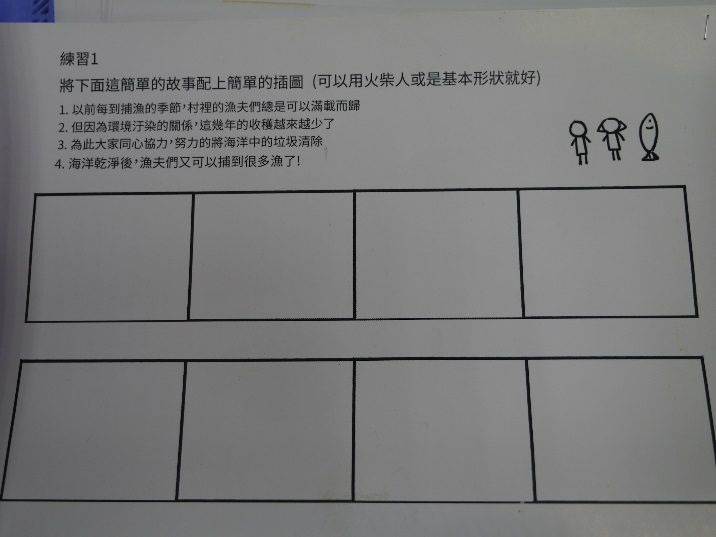 練習1
將下面這簡單的故事配上簡單的插圖 (可以用火柴人或是基本形狀就好)
1. 以前每到捕漁的季節,村裡的漁夫們總是可以滿載而歸
2. 但因為環境汙染的關係,這幾年的收穫越來越少了
3. 為此大家同心協力,努力的將海洋中的垃圾清除
4. 海洋乾淨後,漁夫們又可以捕到很多漁了!